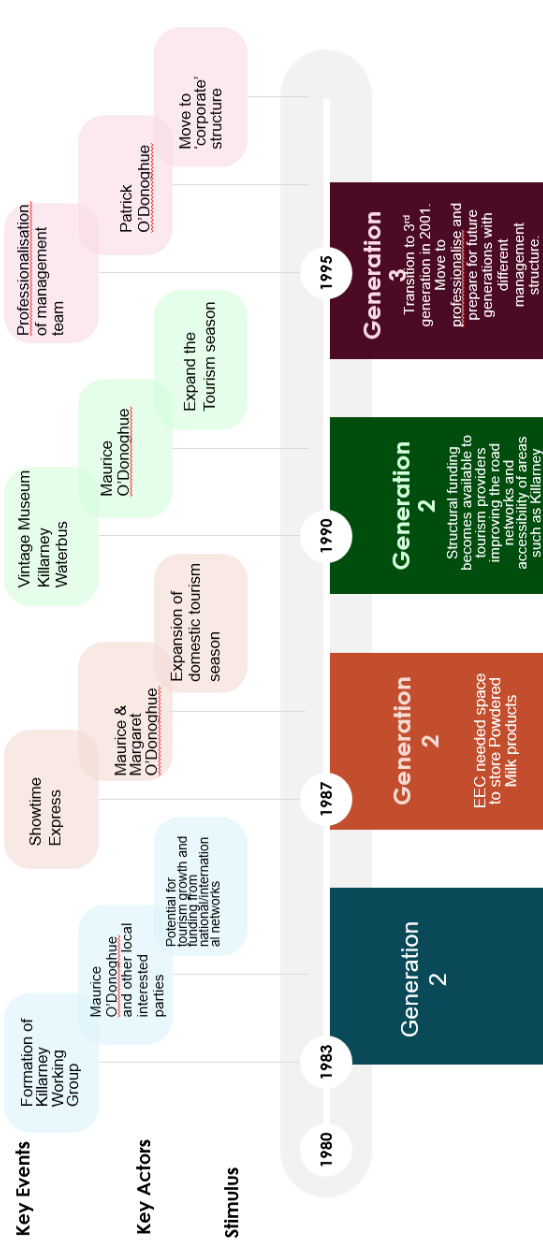 Key Events
Formation of
Killarney
Working
Group
Showtime
Express
Vintage Museum
Killarney
Waterbus
Professionalisation
of management
team
Key Actors
Maurice
O’Donoghue
and other local
interested
parties
Maurice &
Margaret
O’Donoghue
Maurice
O’Donoghue
Patrick
O’Donoghue
Stimulus
Potential for
tourism growth and
funding from
national/internation
al networks
Expansion of
domestic tourism
season
Expand the
Tourism season
Move to
‘corporate’
structure
1980
1983
1987
1990
1995
Generation
2
Generation
2
EEC needed space
to store Powdered
Milk products
Generation
2
Structural funding
becomes available to
tourism providers
improving the road
networks and
accessibility of areas
such as Killarney
Generation
3
Transition to 3rd
generation in 2001.
Move to
professionalise and
prepare for future
generations with
different
management
structure.